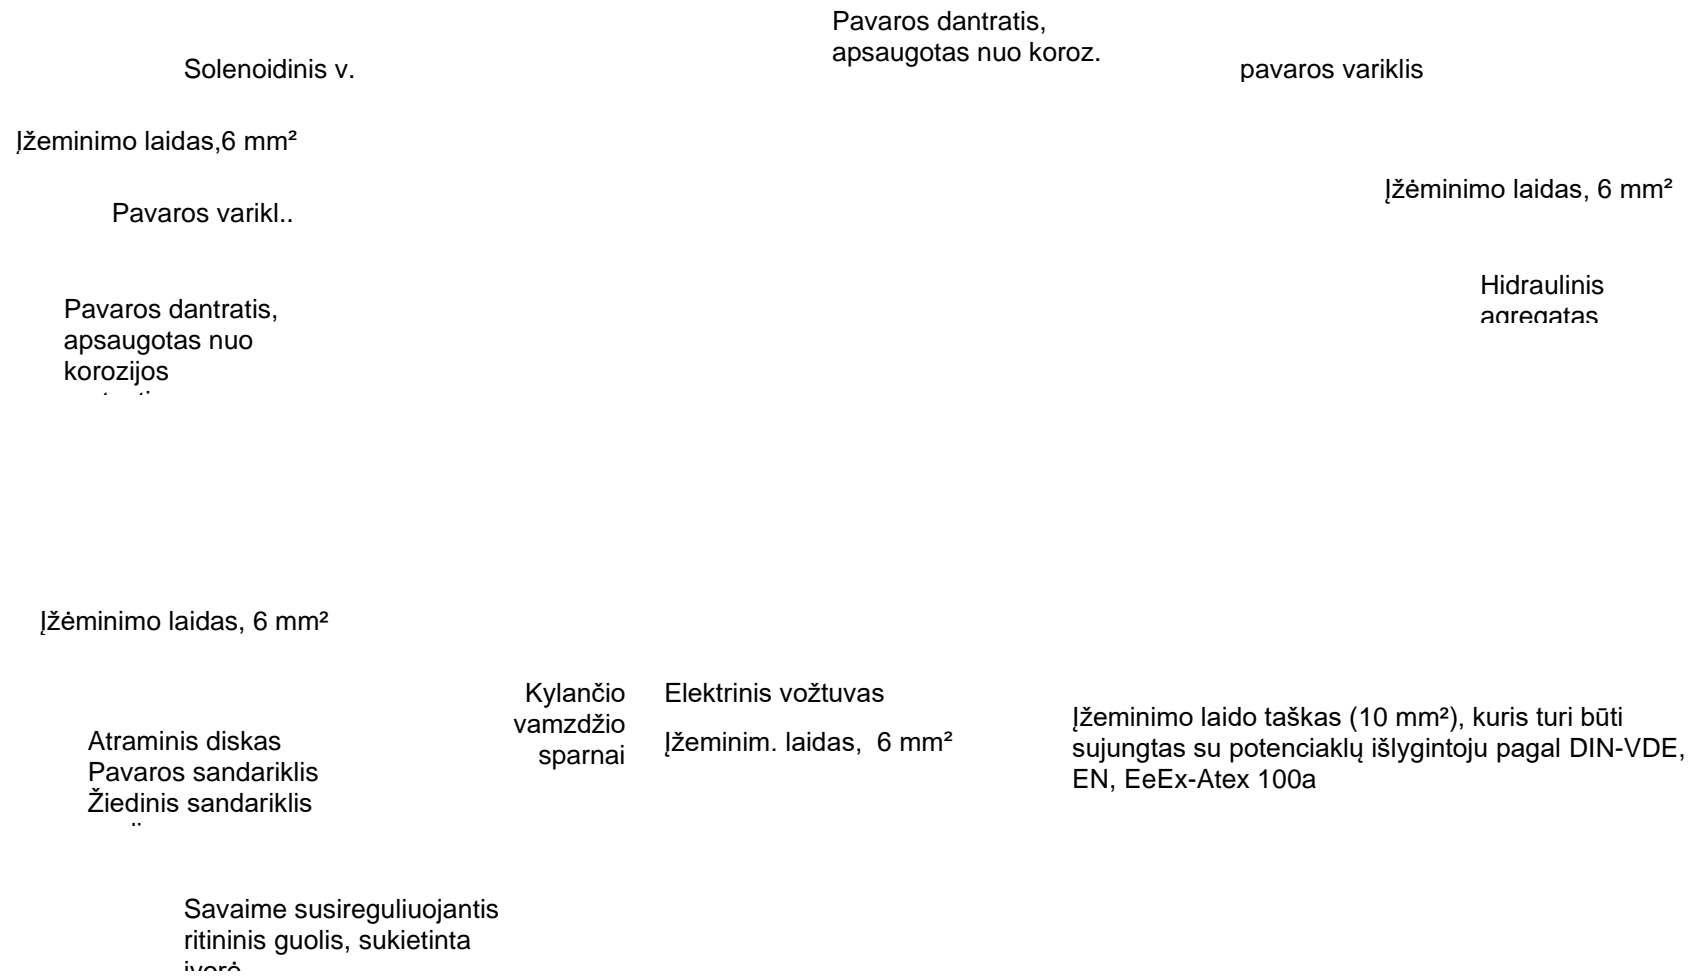 Pavaros dantratis,
apsaugotas nuo koroz.
Solenoidinis v.
pavaros variklis
Įžeminimo laidas,6 mm²
Įžėminimo laidas, 6 mm²
Pavaros varikl..
Hidraulinis
agregatas
Pavaros dantratis,
apsaugotas nuo
korozijos
Įžėminimo laidas, 6 mm²
Kylančio
vamzdžio
sparnai
Elektrinis vožtuvas
Įžeminim. laidas,  6 mm²
Įžeminimo laido taškas (10 mm²), kuris turi būti
sujungtas su potenciaklų išlygintoju pagal DIN-VDE,
EN, EeEx-Atex 100a
Atraminis diskas
Pavaros sandariklis
Žiedinis sandariklis
Savaime susireguliuojantis
ritininis guolis, sukietinta